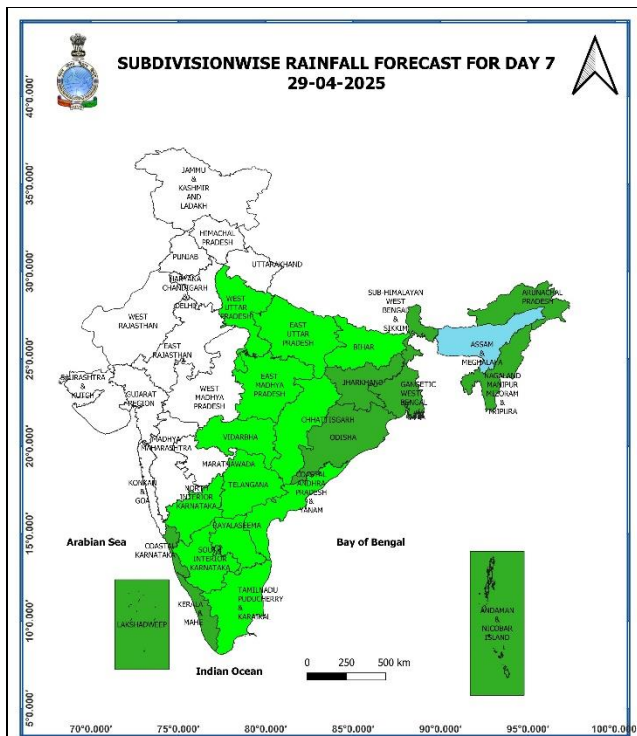 SUBDIVISIONWISE RAINFALL FORECAST FOR DAY 7
29-04-2025
40°0.000'
35°0.000'
30°0.000'
25°0.000'
20°0.000'
15°0.000'
10°0.000'
5°0.000'
JAMMU
&
KASHMIR
AND
LADAKH
HIMACHAL
PRADESH
PUNJAB
UTTARAKHAND
CHANDIGARH
&
DELHI
WEST
RAJASTHAN
EAST
RAJASTHAN
WEST
UTTAR
PRADESH
EAST
UTTAR
PRADESH
BIHAR
SUB-HIMALAYAN
WEST
BENGAL
&
SIKKIM
ARUNACHAL
PRADESH
ASSAM
&
MEGHALAYA
NAGALAND
MANIPUR
MIZORAM
&
TRIPURA
SAURASHTRA
&
KUTCH
GUJARAT
REGION
WEST
MADHYA
PRADESH
EAST
MADHYA
PRADESH
JHARKHAND
GANGETIC
WEST
BENGAL
CHHATTISGARH
ODISHA
VIDARBHA
MADHYA
MAHARASHTRA
MARATHWADA
KONKAN
&
GOA
TELANGANA
NORTH
INTERIOR
KARNATAKA
COASTAL
ANDHRA
PRADESH
&
YANAM
RAYALASEEMA
COASTAL
KARNATAKA
SOUTH
INTERIOR
KARNATAKA
TAMILNADU
PUDUCHERRY
&
KARAIKAL
KERALA
&
MAHE
LAKSHADWEEP
ANDAMAN
&
NICOBAR
ISLAND
Arabian Sea
Bay of Bengal
Indian Ocean
0 250 500 km
70°0.000' 75°0.000' 80°0.000' 85°0.000' 90°0.000' 95°0.000' 100°0.000'